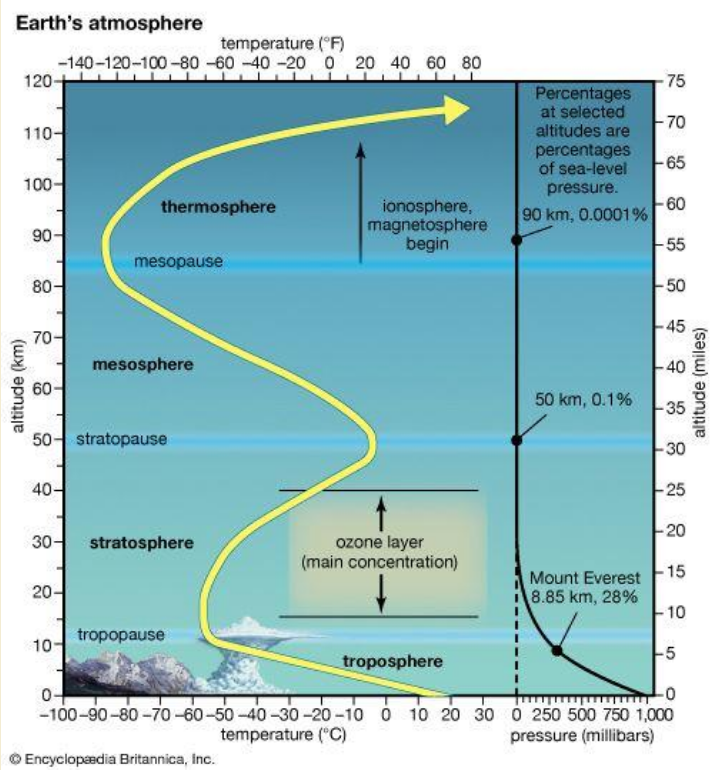 Earth's atmosphere
temperature (°F)
−140 −120 −100 −80 −60 −40 −20 0 20 40 60 80
120
110
100
90
80
70
60
50
40
30
20
10
0
altitude (km)
thermosphere
mesopause
mesosphere
stratopause
stratosphere
tropopause
troposphere
ionosphere,
magnetosphere
begin
ozone layer
(main concentration)
Percentages
at selected
altitudes are
percentages
of sea-level
pressure.
90 km, 0.0001%
50 km, 0.1%
Mount Everest
8.85 km, 28%
75
70
65
60
55
50
45
40
35
30
25
20
15
10
5
0
altitude (miles)
−100 −90 −80 −70 −60 −50 −40 −30 −20 −10 0 10 20 30
temperature (°C)
0 250 500 750 1,000
pressure (millibars)
© Encyclopædia Britannica, Inc.